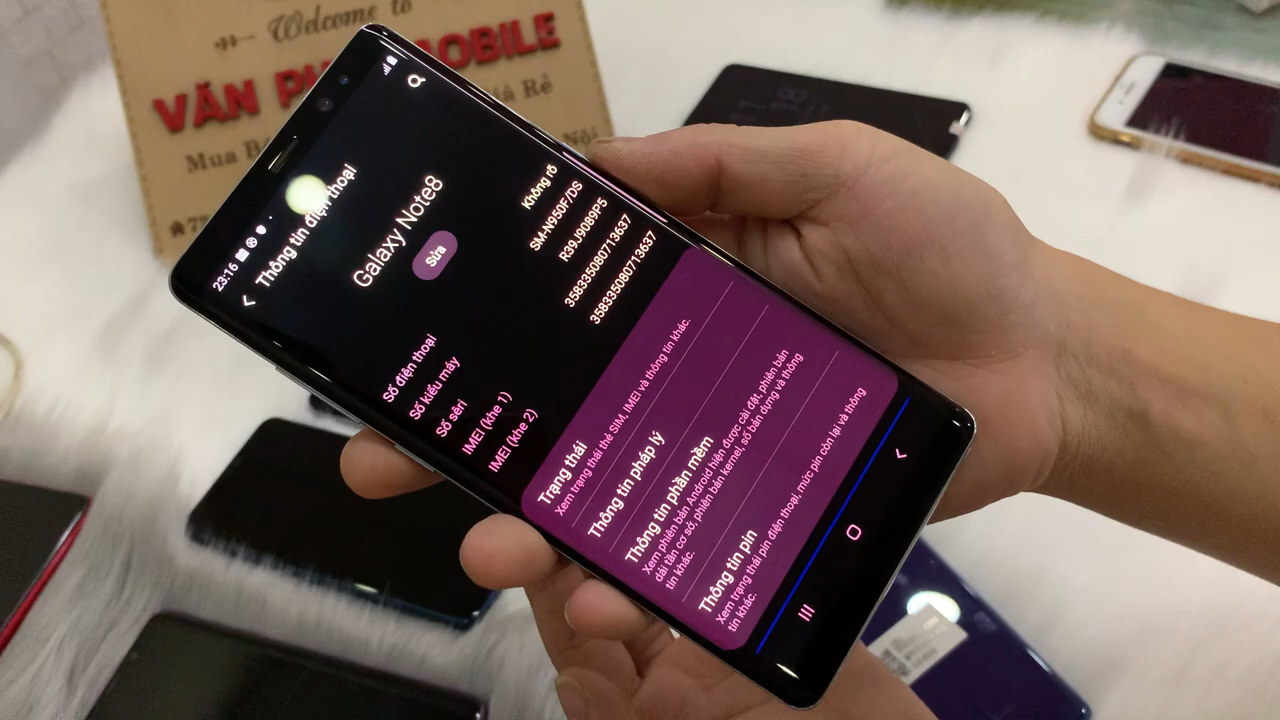 Welcome to
VĂN PH MOBILE
Giá Rẻ
Mua B Nội
23:16
Thông tin điện thoại
Galaxy Note8
Sửa
Số điện thoại
Không rõ
Số kiểu máy
SM-N950F/DS
Số sêri
R39J9089P5
IMEI (khe 1)
358335080713637
IMEI (khe 2)
358335080713637
Trạng thái
Xem trạng thái thẻ SIM, IMEI và thông tin khác.
Thông tin pháp lý
Thông tin phần mềm
Xem phiên bản Android hiện được cài đặt, phiên bản
dải tần cơ sở, phiên bản kernel, số bản dựng và thông
tin khác.
Thông tin pin
Xem trạng thái pin điện thoại, mức pin còn lại và thông
tin khác.